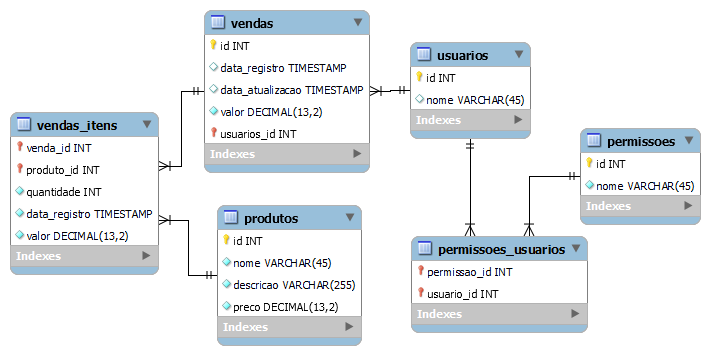 vendas
id INT
data_registro TIMESTAMP
data_atualizacao TIMESTAMP
valor DECIMAL(13,2)
usuarios_id INT
Indexes
usuarios
id INT
nome VARCHAR(45)
Indexes
vendas_itens
venda_id INT
produto_id INT
quantidade INT
data_registro TIMESTAMP
valor DECIMAL(13,2)
Indexes
permissoes
id INT
nome VARCHAR(45)
Indexes
produtos
id INT
nome VARCHAR(45)
descricao VARCHAR(255)
preco DECIMAL(13,2)
Indexes
permissoes_usuarios
permissao_id INT
usuario_id INT
Indexes